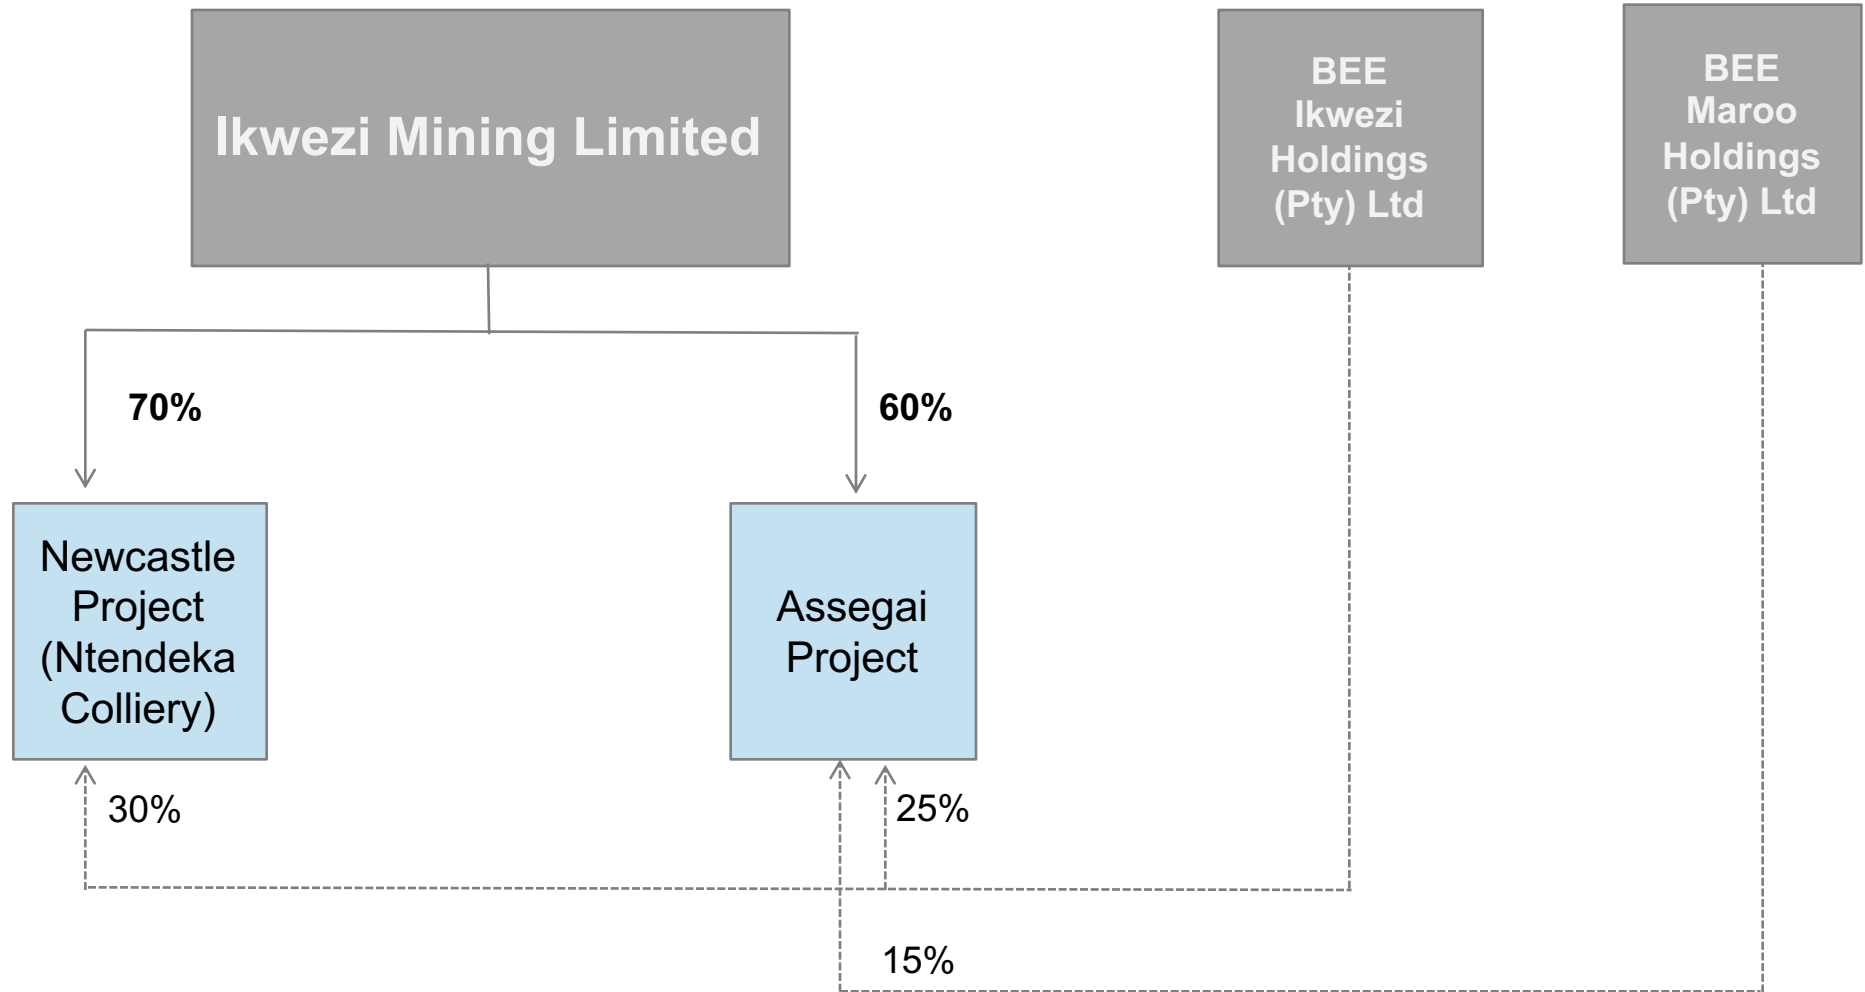 Ikwezi Mining Limited
BEE
Ikwezi
Holdings
(Pty) Ltd
BEE
Maroo
Holdings
(Pty) Ltd
70%
60%
Newcastle
Project
(Ntendeka
Colliery)
Assegai
Project
30%
25%
15%